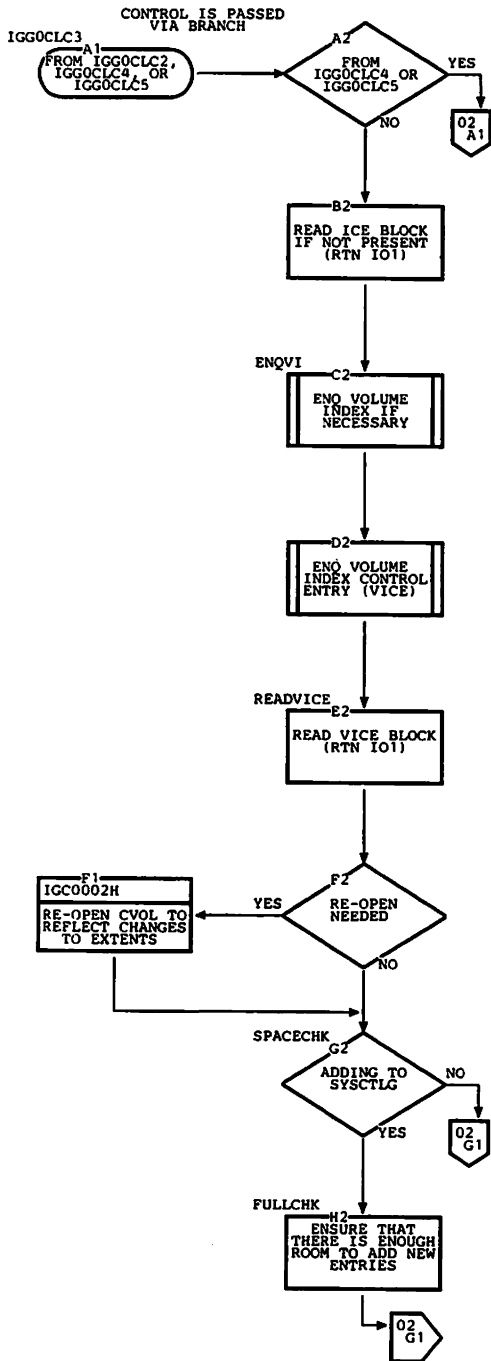 CONTROL IS PASSED
VIA BRANCH
IGG0CLC3
A1
FROM IGG0CLC2,
IGG0CLC4, OR
IGG0CLC5
A2
FROM
IGG0CLC4 OR
IGG0CLC5
YES
02
A1
NO
B2
READ ICE BLOCK
IF NOT PRESENT
(RTN IO1)
ENQVI
C2
ENQ VOLUME
INDEX IF
NECESSARY
D2
ENQ VOLUME
INDEX CONTROL
ENTRY (VICE)
READVICE
E2
READ VICE BLOCK
(RTN IO1)
F1
IGC0002H
RE-OPEN CVOL TO
REFLECT CHANGES
TO EXTENTS
YES
F2
RE-OPEN
NEEDED
NO
SPACECHK
G2
ADDING TO
SYSCTLG
NO
02
G1
YES
FULLCHK
H2
ENSURE THAT
THERE IS ENOUGH
ROOM TO ADD NEW
ENTRIES
02
G1